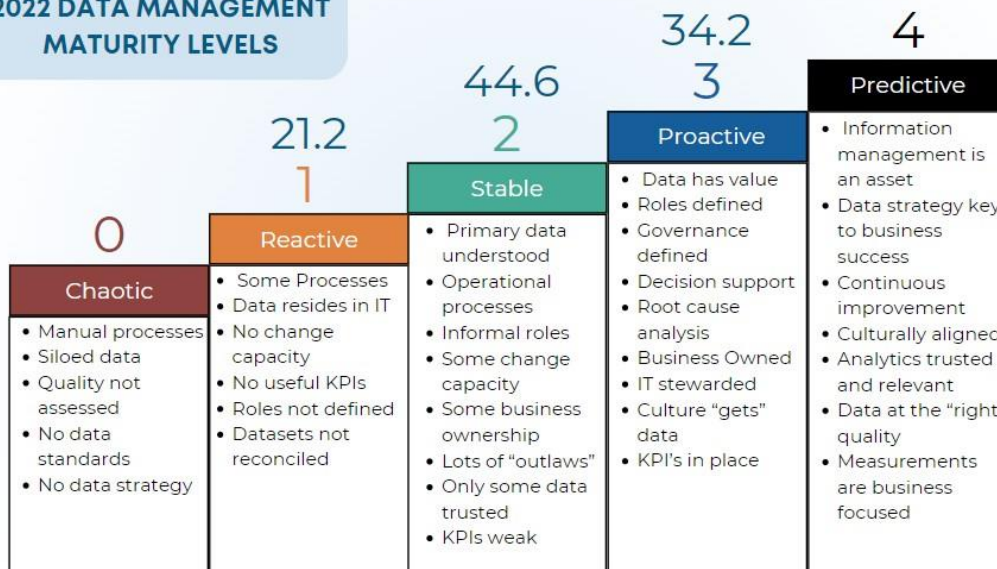 2022 DATA MANAGEMENT
MATURITY LEVELS
0
Chaotic
• Manual processes
• Siloed data
• Quality not
assessed
• No data
standards
• No data strategy
21.2
1
Reactive
• Some Processes
• Data resides in IT
• No change
capacity
• No useful KPIs
• Roles not defined
• Datasets not
reconciled
44.6
2
Stable
• Primary data
understood
• Operational
processes
• Informal roles
• Some change
capacity
• Some business
ownership
• Lots of “outlaws”
• Only some data
trusted
• KPIs weak
34.2
3
Proactive
• Data has value
• Roles defined
• Governance
defined
• Decision support
• Root cause
analysis
• Business Owned
• IT stewarded
• Culture “gets”
data
• KPI’s in place
4
Predictive
• Information
management is
an asset
• Data strategy key
to business
success
• Continuous
improvement
• Culturally aligned
• Analytics trusted
and relevant
• Data at the “right
quality
• Measurements
are business
focused